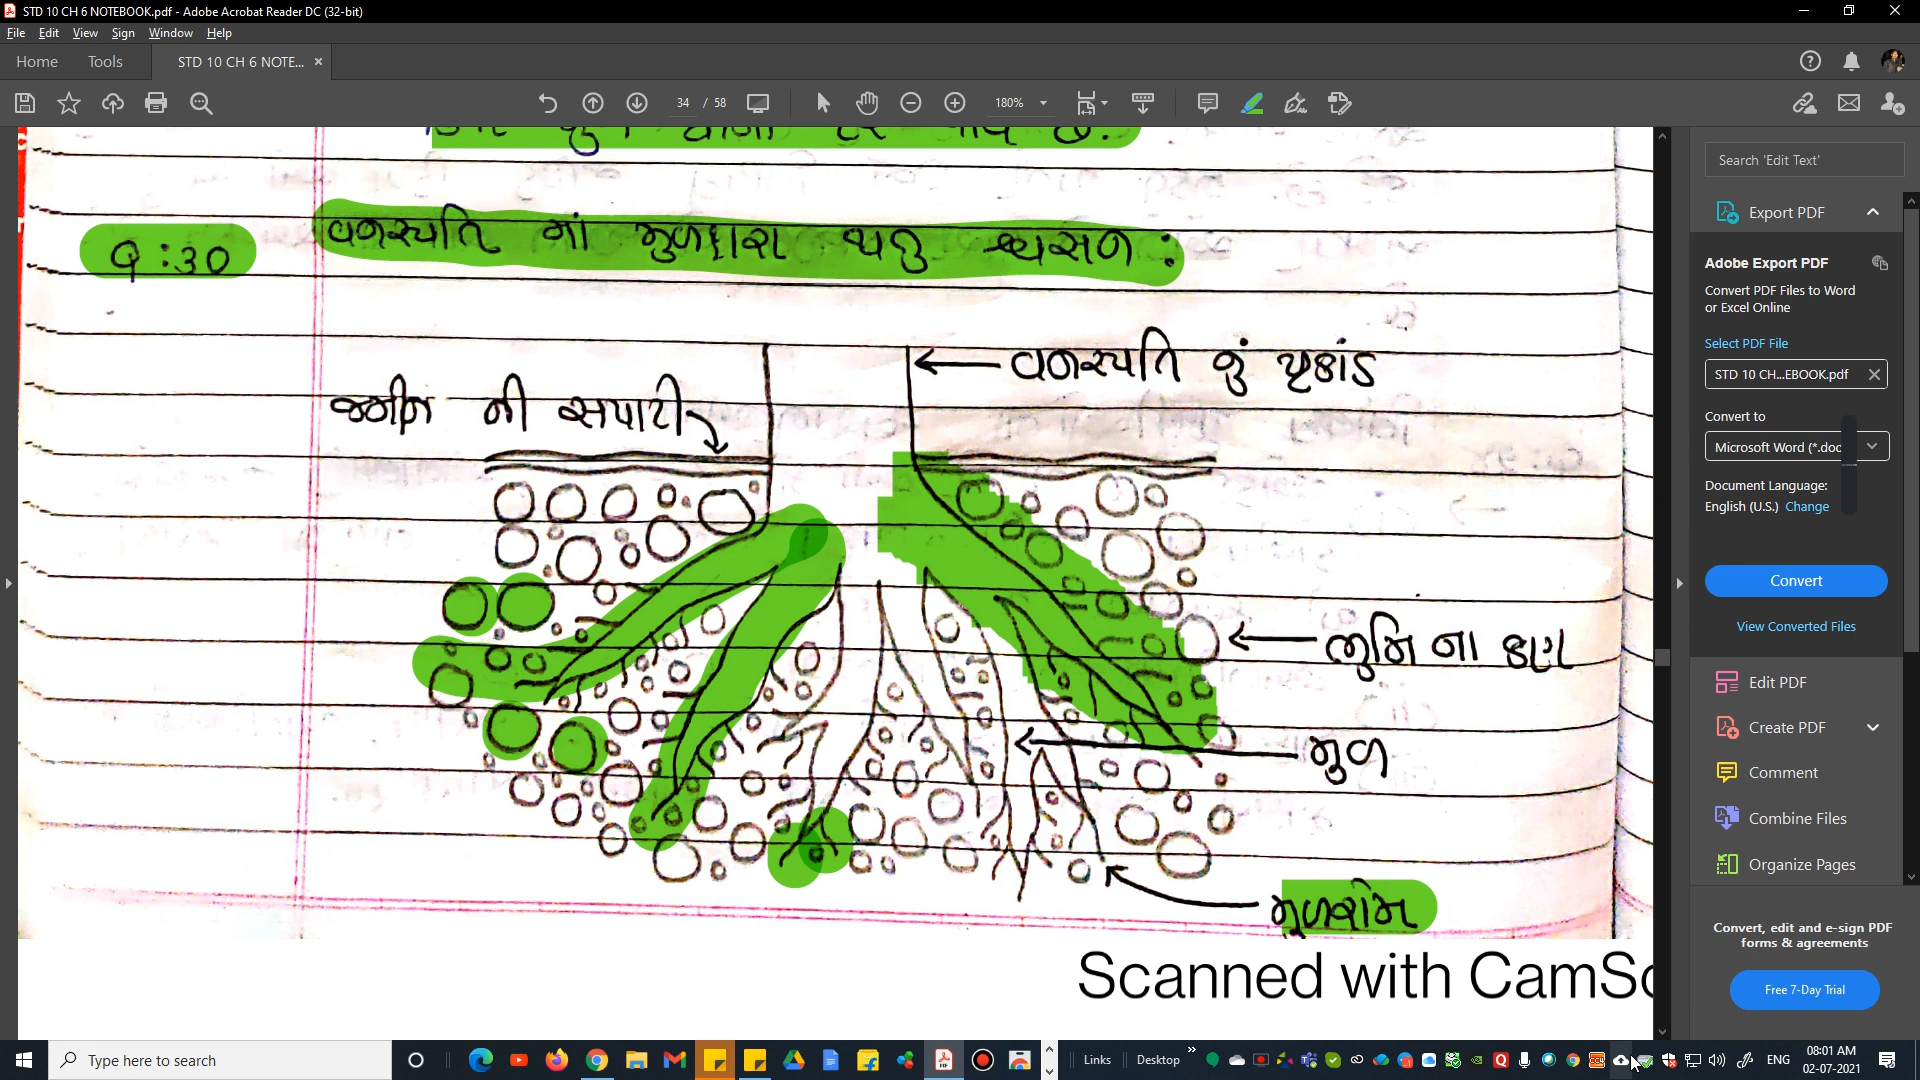 STD 10 CH 6 NOTEBOOK.pdf - Adobe Acrobat Reader DC (32-bit)
File Edit View Sign Window Help
Home Tools STD 10 CH 6 NOTE... ×
34 / 58 180%
Q:30 વનસ્પતિ માં મુળદ્વારા થતુ શ્વસન :
વનસ્પતિ નું પ્રકાંડ
જમીન ની સપાટી
ભુમિ ના કણ
મુળ
મુળરોમ
Scanned with CamSc
Search 'Edit Text'
Export PDF
Adobe Export PDF
Convert PDF Files to Word
or Excel Online
Select PDF File
STD 10 CH...EBOOK.pdf
Convert to
Microsoft Word (*.doc
Document Language:
English (U.S.) Change
Convert
View Converted Files
Edit PDF
Create PDF
Comment
Combine Files
Organize Pages
Convert, edit and e-sign PDF
forms & agreements
Free 7-Day Trial
Type here to search
Links Desktop ENG 08:01 AM
02-07-2021